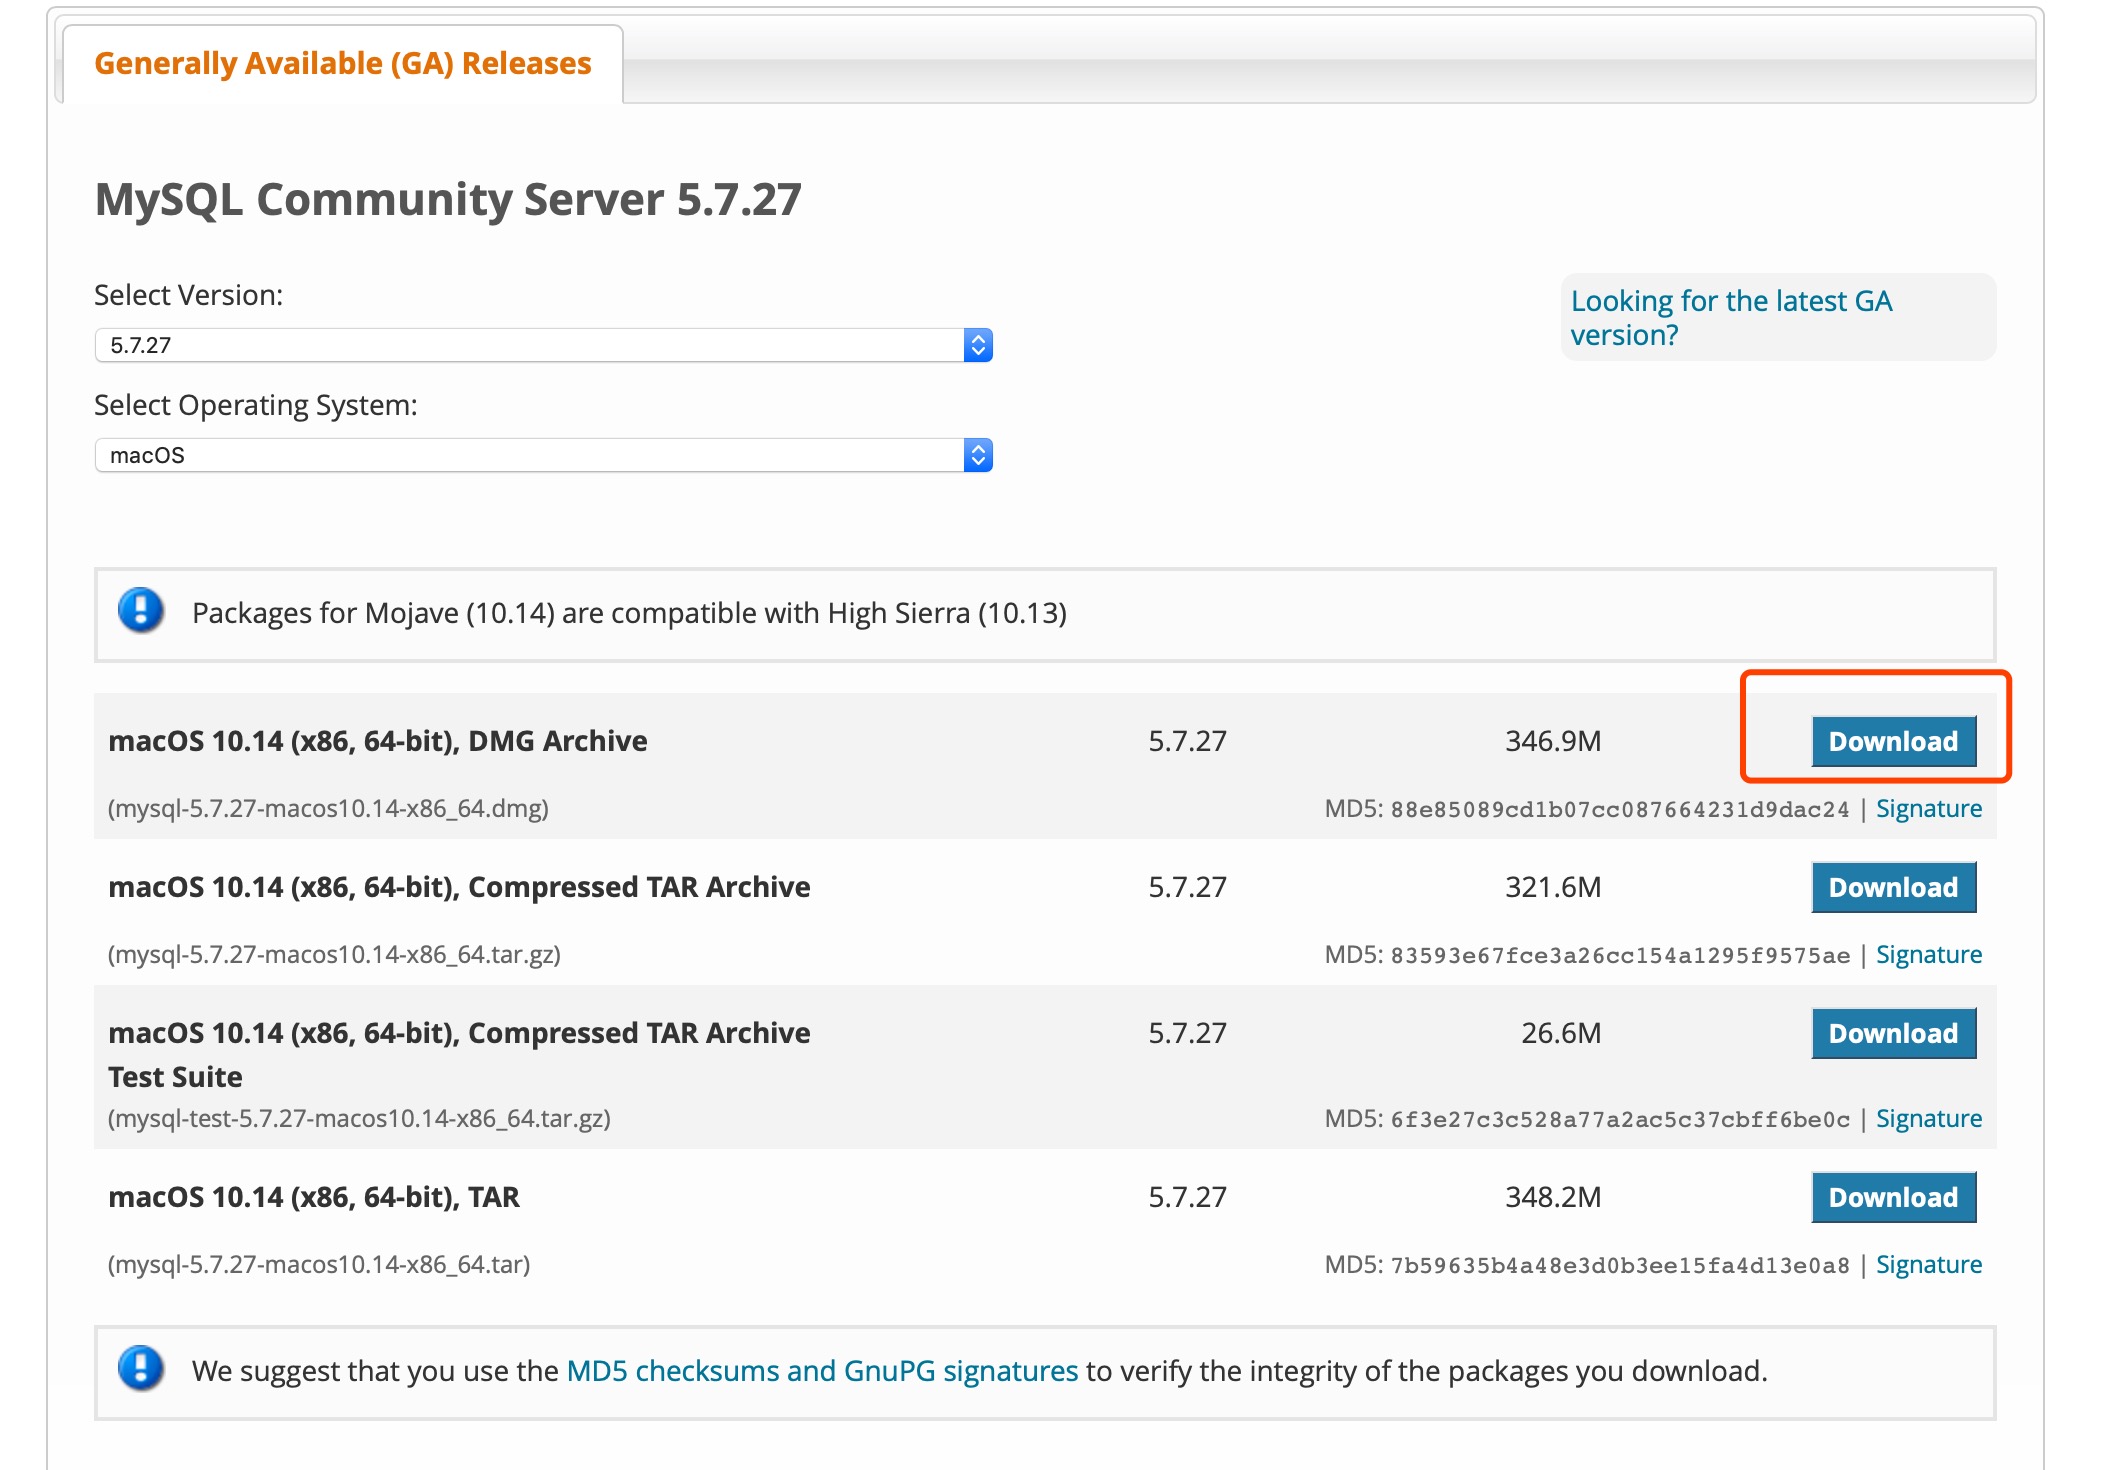 Generally Available (GA) Releases
MySQL Community Server 5.7.27
Select Version:
5.7.27
Looking for the latest GA
version?
Select Operating System:
macOS
Packages for Mojave (10.14) are compatible with High Sierra (10.13)
macOS 10.14 (x86, 64-bit), DMG Archive 5.7.27 346.9M Download
(mysql-5.7.27-macos10.14-x86_64.dmg) MD5: 88e85089cd1b07cc087664231d9dac24 | Signature
macOS 10.14 (x86, 64-bit), Compressed TAR Archive 5.7.27 321.6M Download
(mysql-5.7.27-macos10.14-x86_64.tar.gz) MD5: 83593e67fce3a26cc154a1295f9575ae | Signature
macOS 10.14 (x86, 64-bit), Compressed TAR Archive 5.7.27 26.6M Download
Test Suite
(mysql-test-5.7.27-macos10.14-x86_64.tar.gz) MD5: 6f3e27c3c528a77a2ac5c37cbff6be0c | Signature
macOS 10.14 (x86, 64-bit), TAR 5.7.27 348.2M Download
(mysql-5.7.27-macos10.14-x86_64.tar) MD5: 7b59635b4a48e3d0b3ee15fa4d13e0a8 | Signature
We suggest that you use the MD5 checksums and GnuPG signatures to verify the integrity of the packages you download.